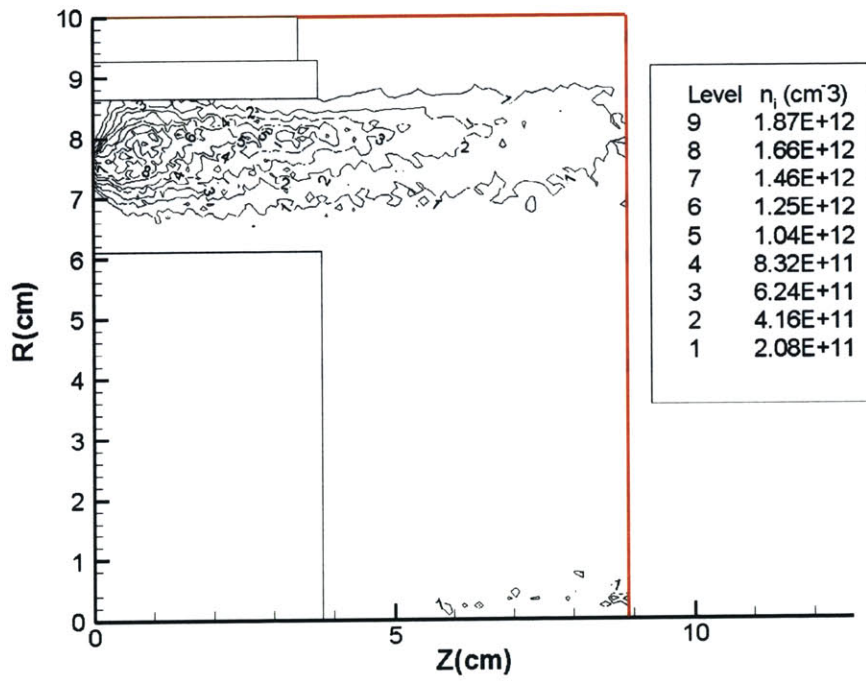 10
9
8
7
6
5
4
3
2
1
0
R(cm)
0
5
10
Z(cm)
Level n_i (cm^-3)
9 1.87E+12
8 1.66E+12
7 1.46E+12
6 1.25E+12
5 1.04E+12
4 8.32E+11
3 6.24E+11
2 4.16E+11
1 2.08E+11